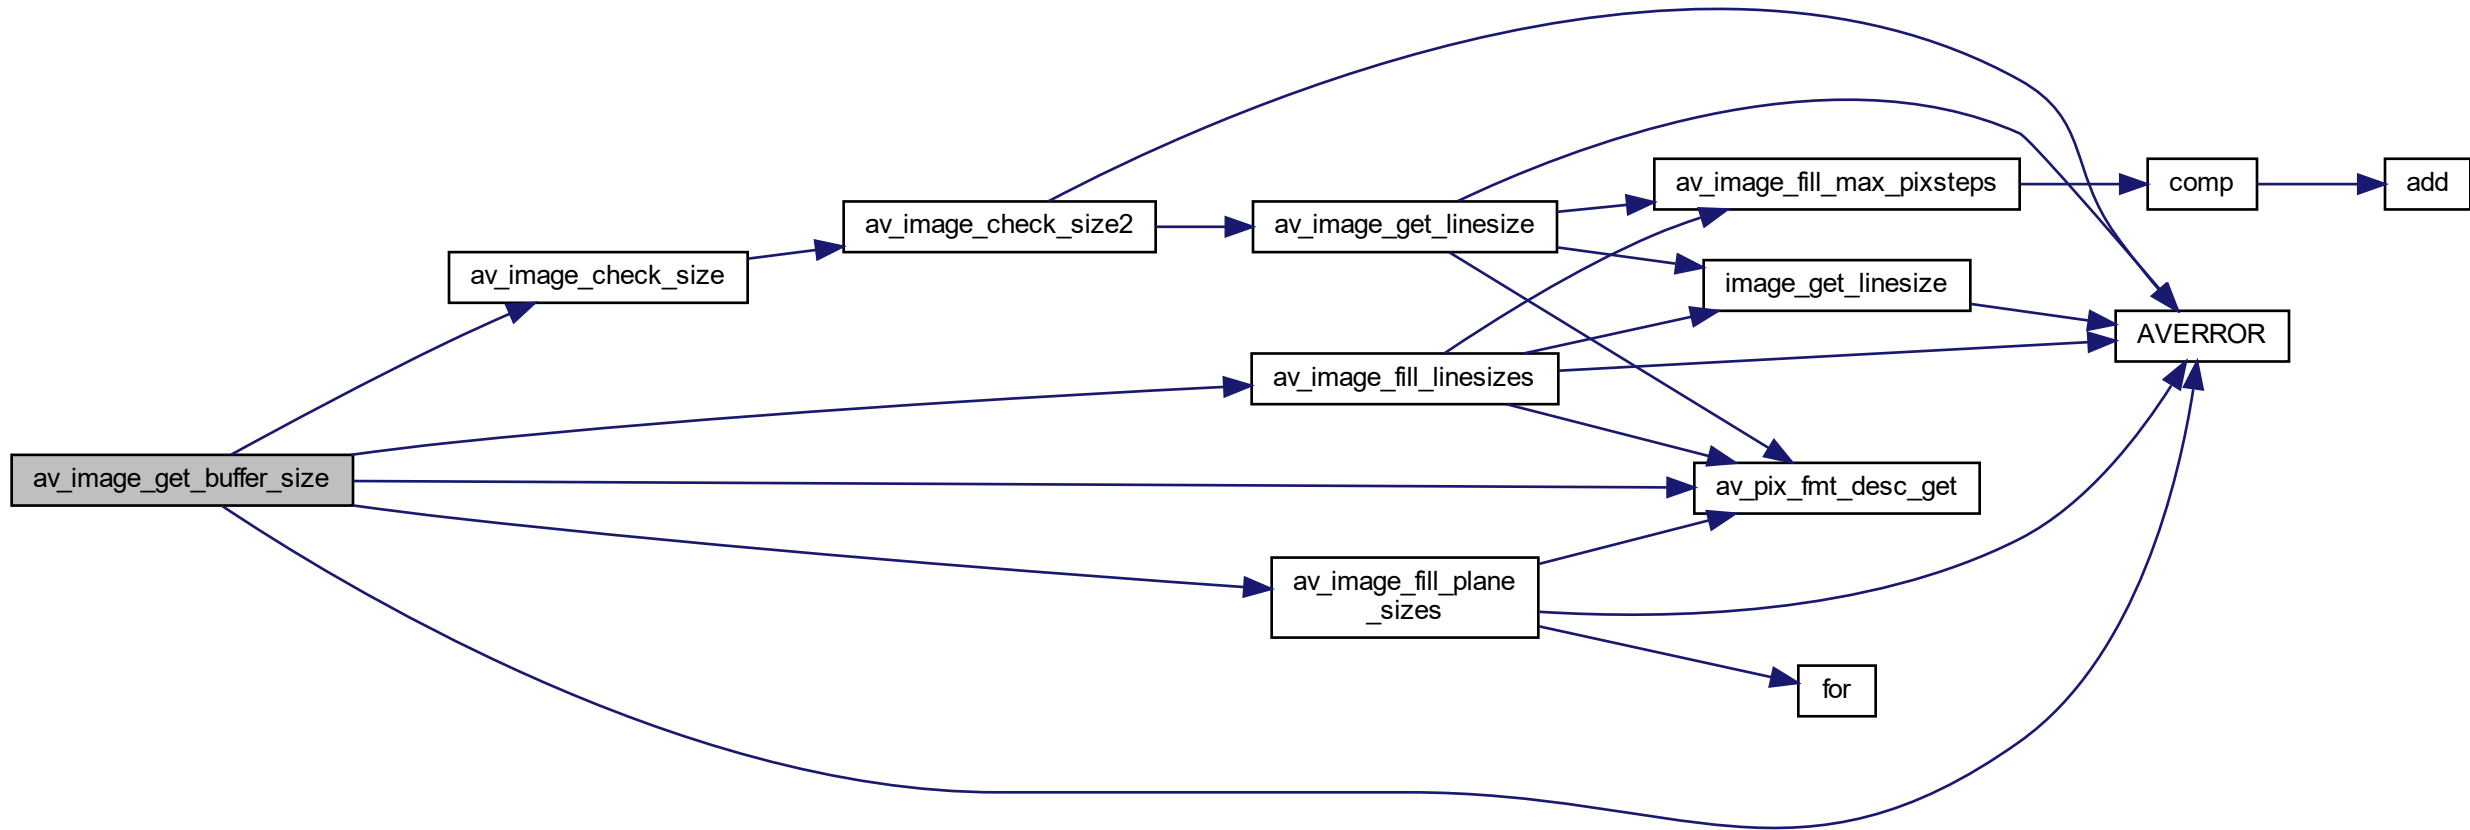 av_image_get_buffer_size
av_image_check_size
av_image_check_size2
av_image_get_linesize
av_image_fill_max_pixsteps
comp
add
image_get_linesize
AVERROR
av_image_fill_linesizes
av_pix_fmt_desc_get
av_image_fill_plane
_sizes
for